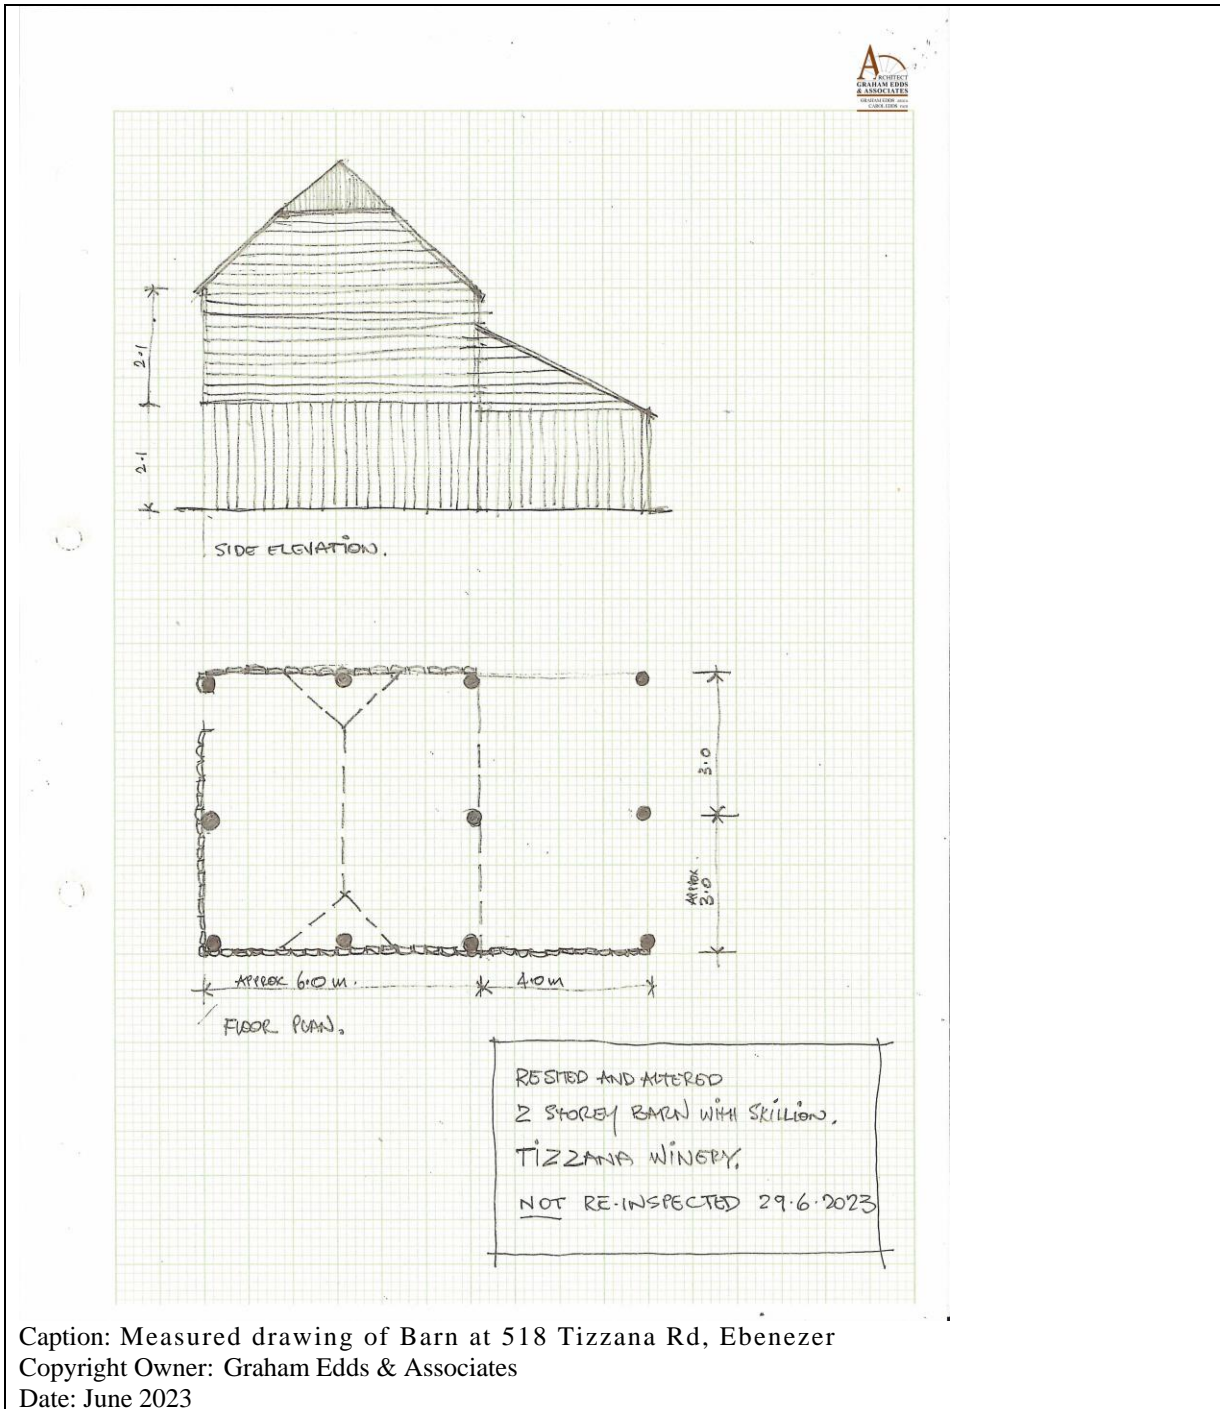 ARCHITECT
GRAHAM EDDS
& ASSOCIATES
2.1
2.1
SIDE ELEVATION.
3.0
APPROX.
3.0
APPROX 6.0 m.
4.0 m
FLOOR PLAN.
RESITED AND ALTERED
2 STOREY BARN WITH SKILLION.
TIZZANA WINERY.
NOT RE-INSPECTED 29.6.2023
Caption: Measured drawing of Barn at 518 Tizzana Rd, Ebenezer
Copyright Owner: Graham Edds & Associates
Date: June 2023